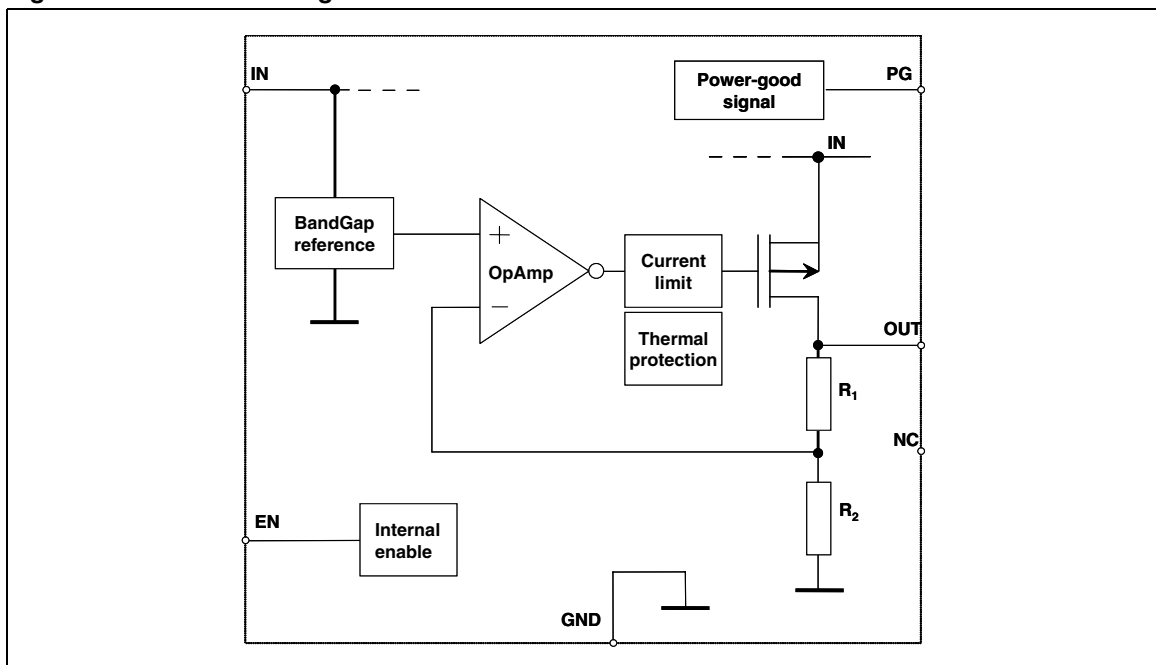 IN
Power-good
signal
PG
IN
BandGap
reference
+
OpAmp
−
Current
limit
Thermal
protection
OUT
R₁
NC
R₂
EN
Internal
enable
GND